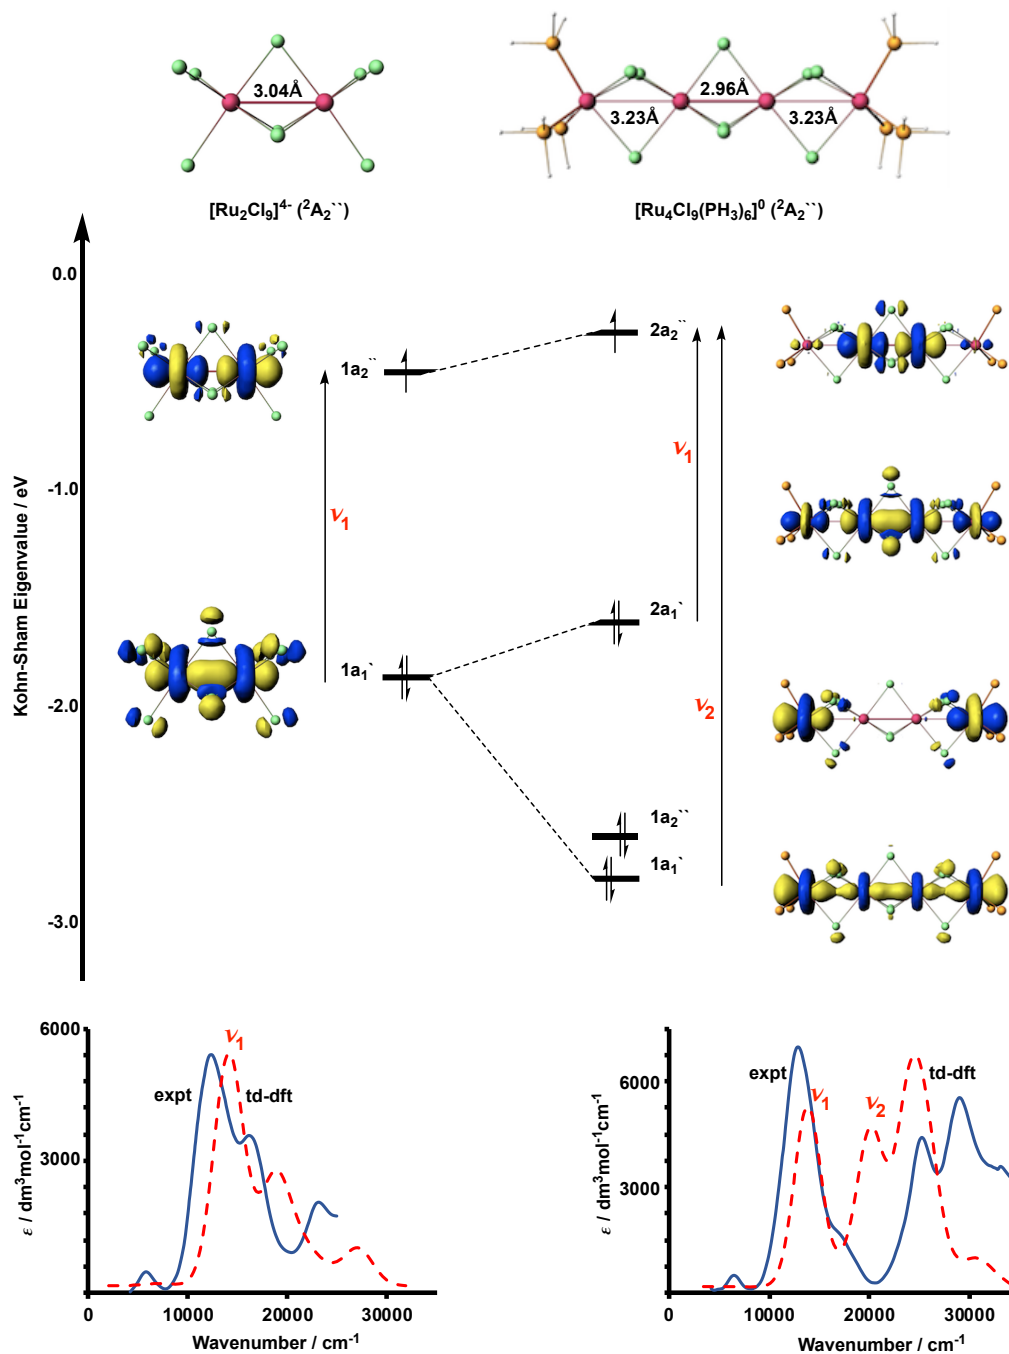 3.04Å
2.96Å
3.23Å
3.23Å
[Ru2Cl9]4- (2A2``)
[Ru4Cl9(PH3)6]0 (2A2``)
Kohn-Sham Eigenvalue / eV
0.0
-1.0
-2.0
-3.0
1a2``
1a1`
ν1
2a2``
2a1`
1a2``
1a1`
ν1
ν2
6000
3000
0
ε / dm3mol-1cm-1
expt
td-dft
ν1
0
10000
20000
30000
Wavenumber / cm-1
6000
3000
0
ε / dm3mol-1cm-1
expt
td-dft
ν1
ν2
0
10000
20000
30000
Wavenumber / cm-1